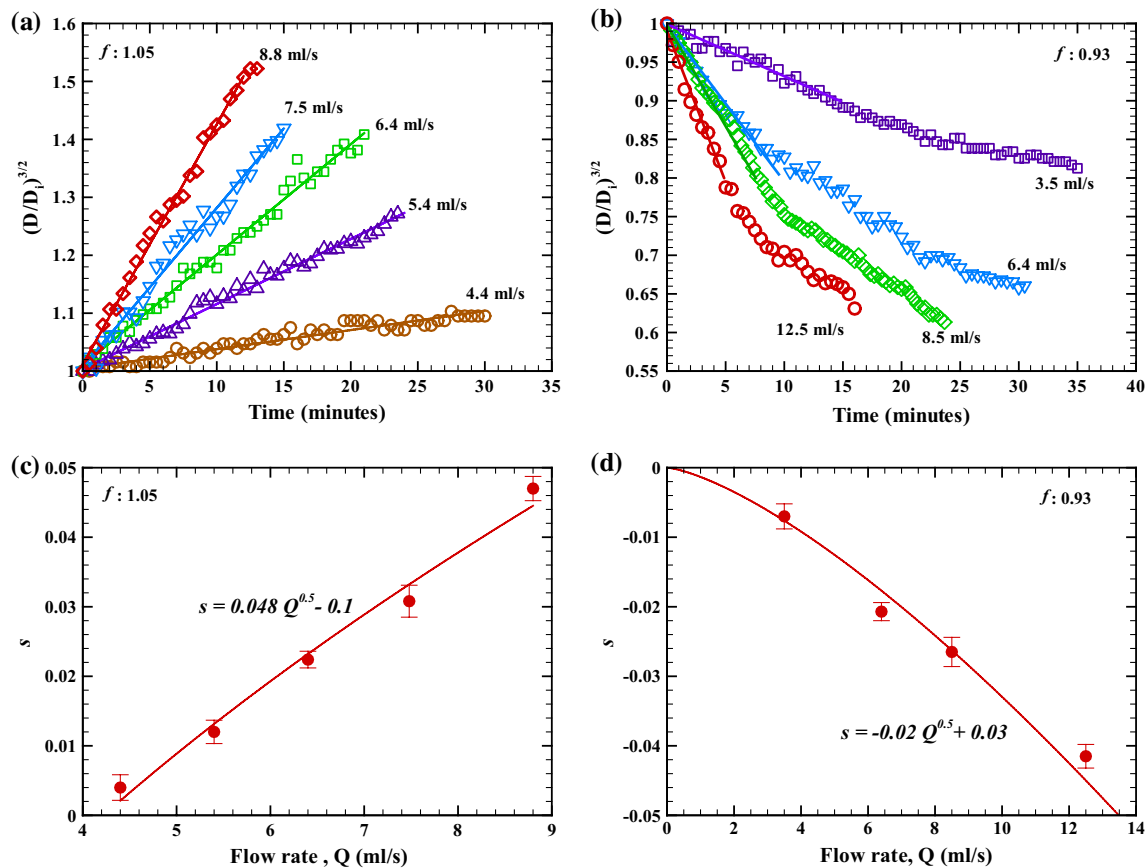 (a)
f : 1.05
8.8 ml/s
7.5 ml/s
6.4 ml/s
5.4 ml/s
4.4 ml/s
(D/Di)3/2
1.6
1.5
1.4
1.3
1.2
1.1
1
0 5 10 15 20 25 30 35
Time (minutes)
(b)
f : 0.93
3.5 ml/s
6.4 ml/s
8.5 ml/s
12.5 ml/s
(D/Di)3/2
1
0.95
0.9
0.85
0.8
0.75
0.7
0.65
0.6
0.55
0 5 10 15 20 25 30 35 40
Time (minutes)
(c)
f : 1.05
s = 0.048 Q0.5 - 0.1
s
0.05
0.04
0.03
0.02
0.01
0
4 5 6 7 8 9
Flow rate , Q (ml/s)
(d)
f : 0.93
s = -0.02 Q0.5 + 0.03
s
0
-0.01
-0.02
-0.03
-0.04
-0.05
0 2 4 6 8 10 12 14
Flow rate, Q (ml/s)